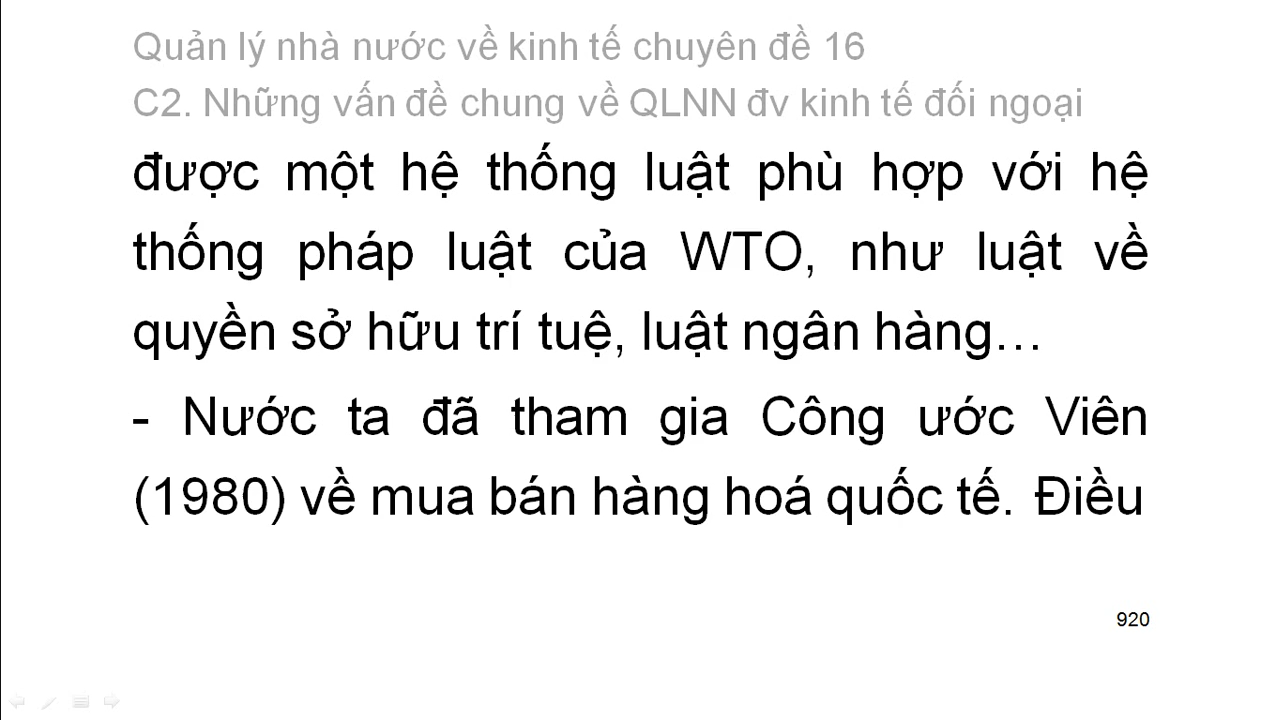 Quản lý nhà nước về kinh tế chuyên đề 16
C2. Những vấn đề chung về QLNN đv kinh tế đối ngoại
được một hệ thống luật phù hợp với hệ
thống pháp luật của WTO, như luật về
quyền sở hữu trí tuệ, luật ngân hàng…
- Nước ta đã tham gia Công ước Viên
(1980) về mua bán hàng hoá quốc tế. Điều
920